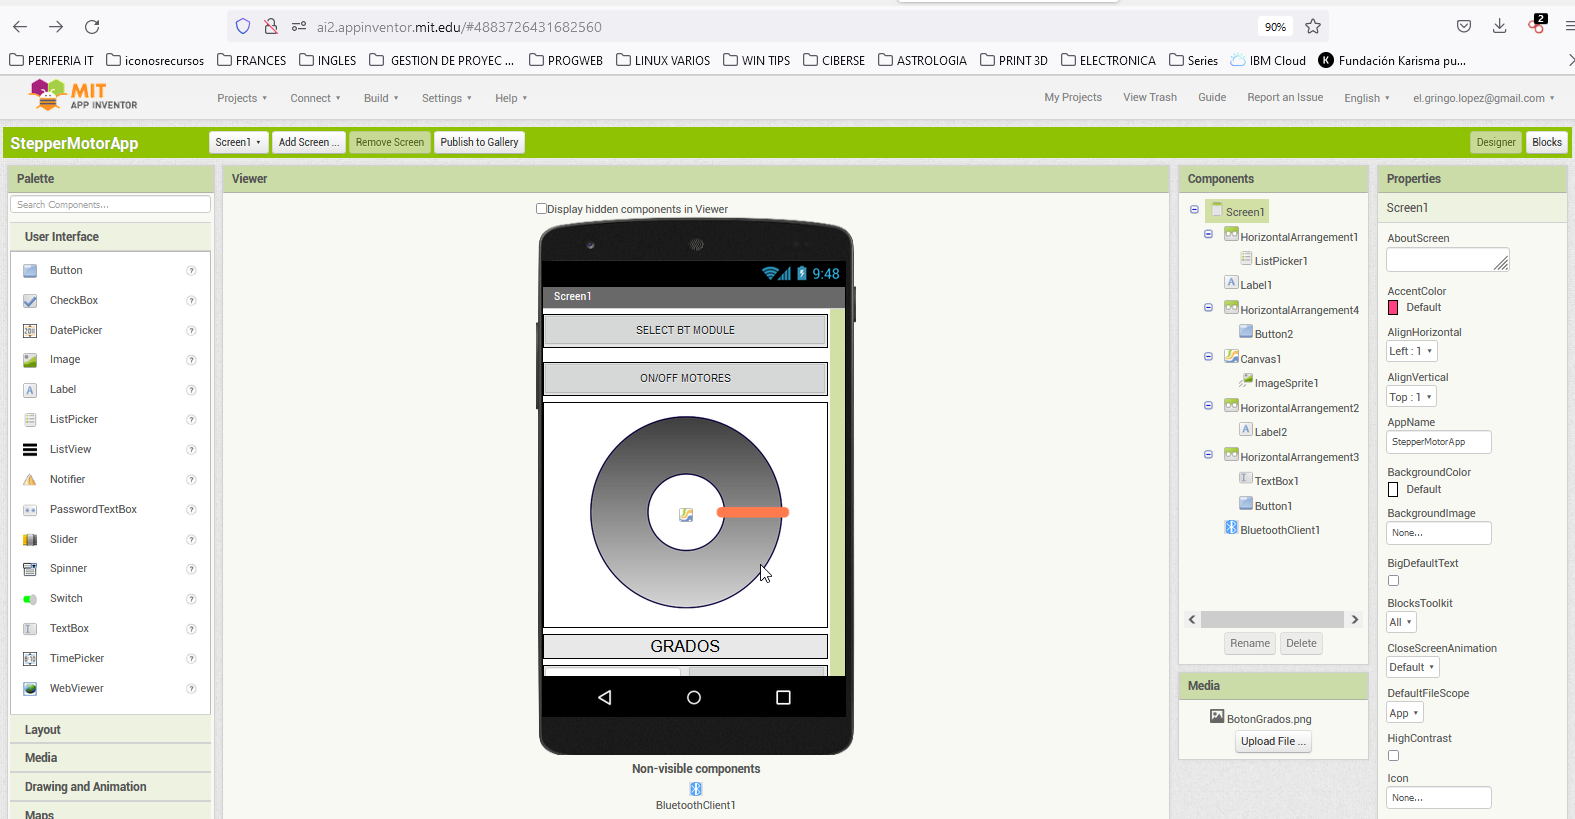 ai2.appinventor.mit.edu/#4883726431682560
90%
2
PERIFERIA IT
iconosrecursos
FRANCES
INGLES
GESTION DE PROYEC ...
PROGWEB
LINUX VARIOS
WIN TIPS
CIBERSE
ASTROLOGIA
PRINT 3D
ELECTRONICA
Series
IBM Cloud
K
Fundación Karisma pu...
MIT
APP INVENTOR
Projects
Connect
Build
Settings
Help
My Projects
View Trash
Guide
Report an Issue
English
el.gringo.lopez@gmail.com
StepperMotorApp
Screen1
Add Screen ...
Remove Screen
Publish to Gallery
Designer
Blocks
Palette
Search Components...
User Interface
Button
?
CheckBox
?
DatePicker
?
Image
?
Label
?
ListPicker
?
ListView
?
Notifier
?
PasswordTextBox
?
Slider
?
Spinner
?
Switch
?
TextBox
?
TimePicker
?
WebViewer
?
Layout
Media
Drawing and Animation
Maps
Viewer
Display hidden components in Viewer
9:48
Screen1
SELECT BT MODULE
ON/OFF MOTORES
GRADOS
Non-visible components
BluetoothClient1
Components
Screen1
HorizontalArrangement1
ListPicker1
Label1
HorizontalArrangement4
Button2
Canvas1
ImageSprite1
HorizontalArrangement2
Label2
HorizontalArrangement3
TextBox1
Button1
BluetoothClient1
Rename
Delete
Media
BotonGrados.png
Upload File ...
Properties
Screen1
AboutScreen
AccentColor
Default
AlignHorizontal
Left : 1
AlignVertical
Top : 1
AppName
StepperMotorApp
BackgroundColor
Default
BackgroundImage
None...
BigDefaultText
BlocksToolkit
All
CloseScreenAnimation
Default
DefaultFileScope
App
HighContrast
Icon
None...